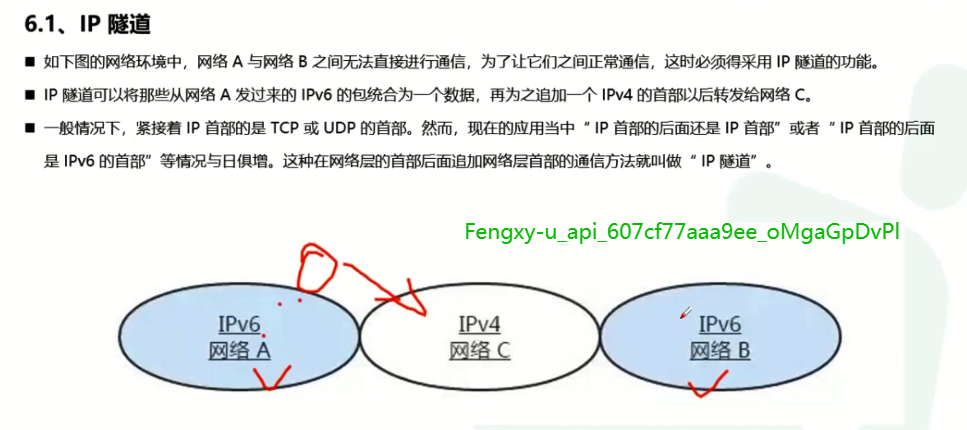 6.1、IP 隧道
■ 如下图的网络环境中，网络 A 与网络 B 之间无法直接进行通信，为了让它们之间正常通信，这时必须得采用 IP 隧道的功能。
■ IP 隧道可以将那些从网络 A 发过来的 IPv6 的包统合为一个数据，再为之追加一个 IPv4 的首部以后转发给网络 C。
■ 一般情况下，紧接着 IP 首部的是 TCP 或 UDP 的首部。然而，现在的应用当中“ IP 首部的后面还是 IP 首部”或者“ IP 首部的后面
是 IPv6 的首部”等情况与日俱增。这种在网络层的首部后面追加网络层首部的通信方法就叫做“ IP 隧道”。
Fengxy-u_api_607cf77aaa9ee_oMgaGpDvPl
IPv6
网络 A
IPv4
网络 C
IPv6
网络 B